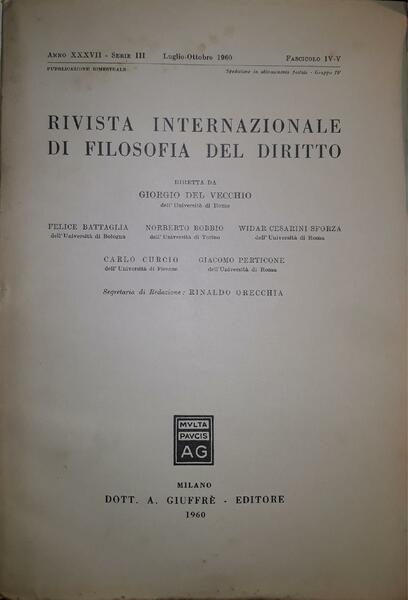 ANNO XXXVII - SERIE III Luglio-Ottobre 1960 FASCICOLO IV-V
PUBBLICAZIONE BIMESTRALE Spedizione in abbonamento postale - Gruppo IV
RIVISTA INTERNAZIONALE
DI FILOSOFIA DEL DIRITTO
DIRETTA DA
GIORGIO DEL VECCHIO
dell'Università di Roma
FELICE BATTAGLIA NORBERTO BOBBIO WIDAR CESARINI SFORZA
dell'Università di Bologna dell'Università di Torino dell'Università di Roma
CARLO CURCIO GIACOMO PERTICONE
dell'Università di Firenze dell'Università di Roma
Segretario di Redazione: RINALDO ORECCHIA
MVLTA
PAVCIS
AG
MILANO
DOTT. A. GIUFFRÈ - EDITORE
1960